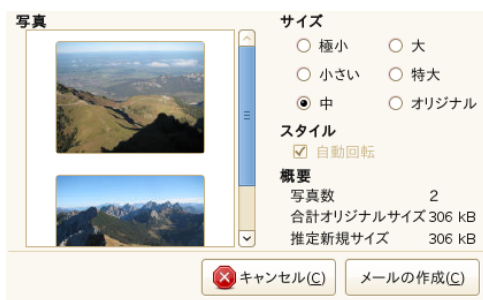 写真
サイズ
極小
大
小さい
特大
中
オリジナル
スタイル
自動回転
概要
写真数 2
合計オリジナルサイズ 306 kB
推定新規サイズ 306 kB
キャンセル(C)
メールの作成(C)